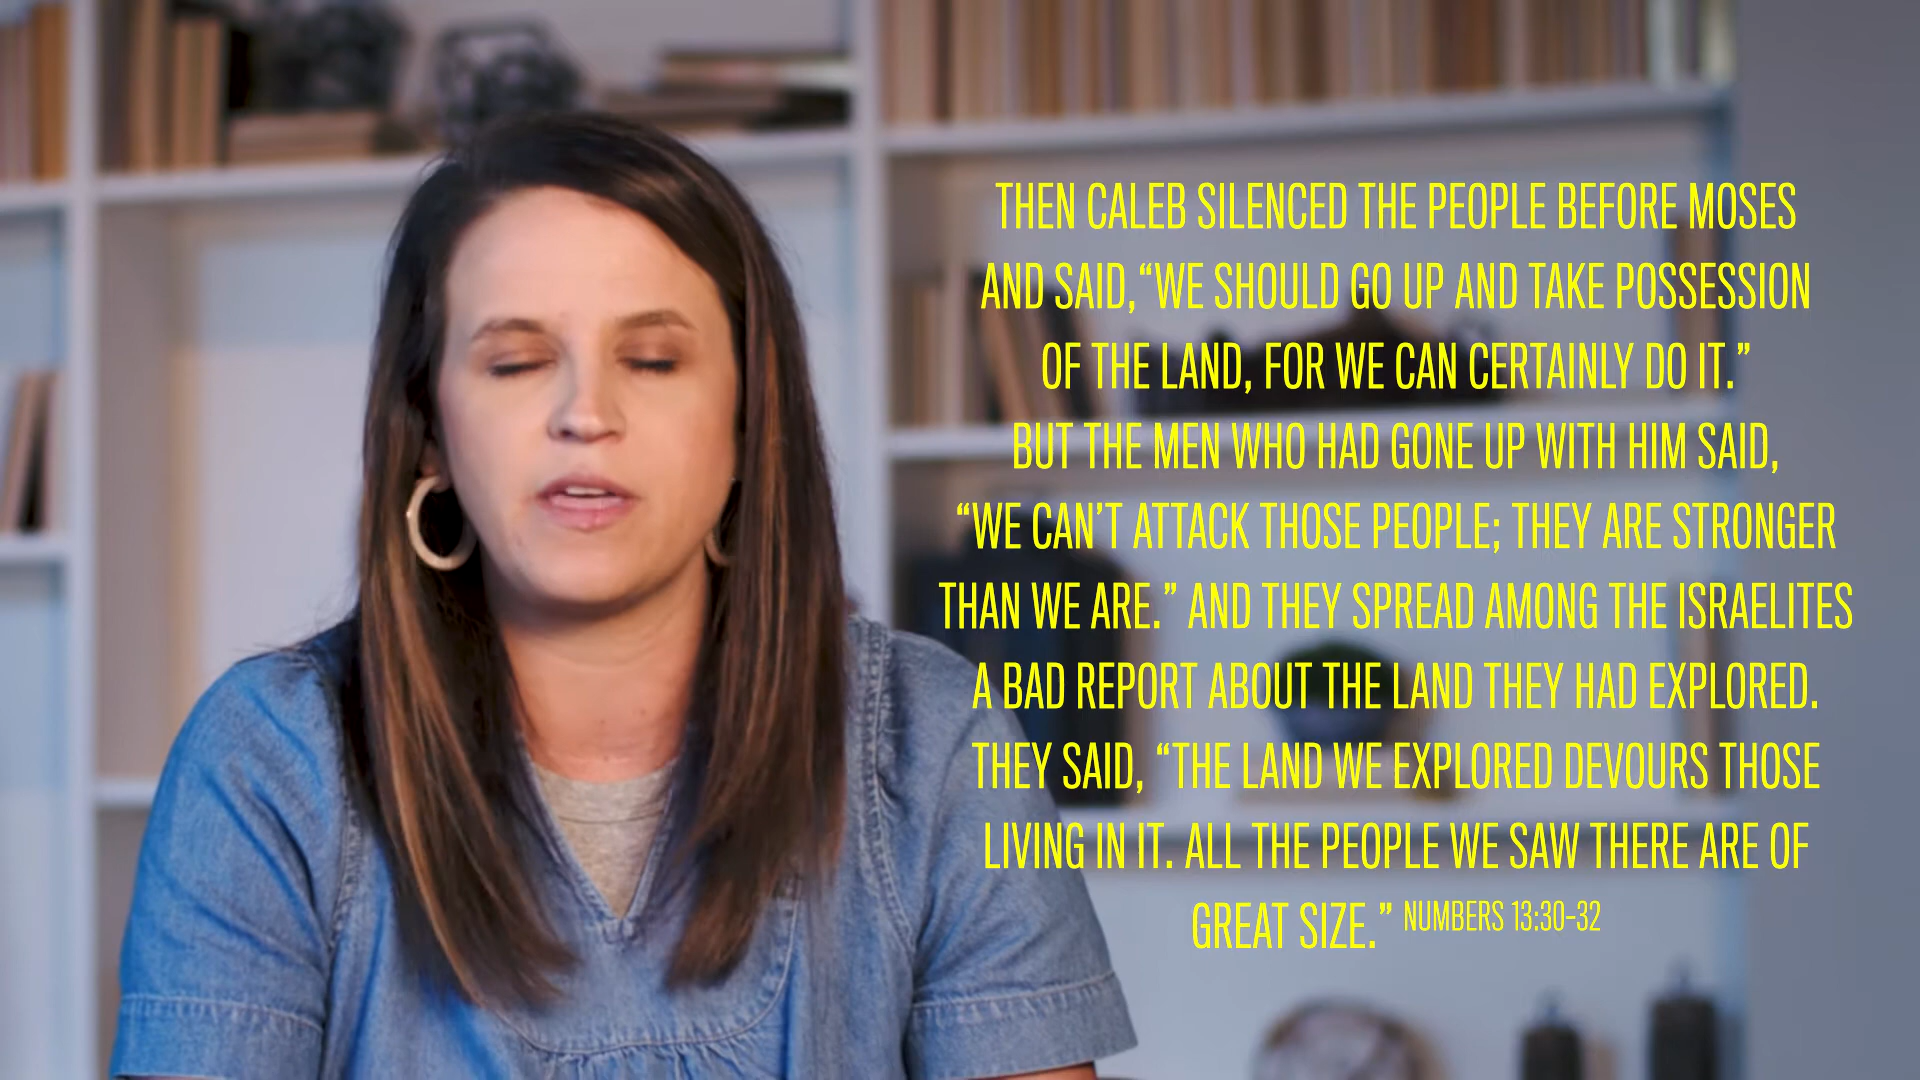 THEN CALEB SILENCED THE PEOPLE BEFORE MOSES
AND SAID, “WE SHOULD GO UP AND TAKE POSSESSION
OF THE LAND, FOR WE CAN CERTAINLY DO IT.”
BUT THE MEN WHO HAD GONE UP WITH HIM SAID,
“WE CAN’T ATTACK THOSE PEOPLE; THEY ARE STRONGER
THAN WE ARE.” AND THEY SPREAD AMONG THE ISRAELITES
A BAD REPORT ABOUT THE LAND THEY HAD EXPLORED.
THEY SAID, “THE LAND WE EXPLORED DEVOURS THOSE
LIVING IN IT. ALL THE PEOPLE WE SAW THERE ARE OF
GREAT SIZE.” NUMBERS 13:30-32